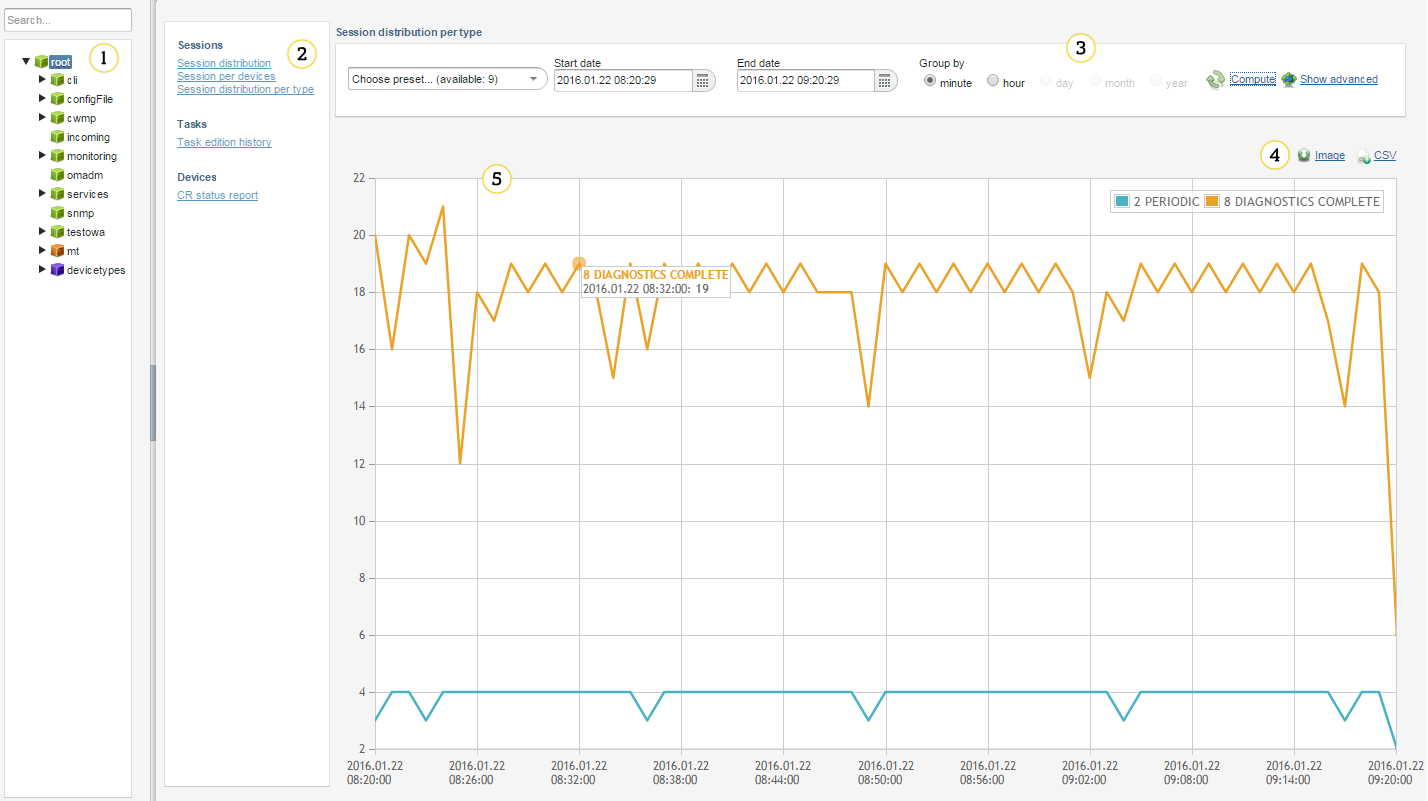 Search...
1
root
cli
configFile
cwmp
incoming
monitoring
omadm
services
snmp
testowa
mt
devicetypes
Sessions
2
Session distribution
Session per devices
Session distribution per type
Tasks
Task edition history
Devices
CR status report
Session distribution per type
3
Choose preset... (available: 9)
Start date
2016.01.22 08:20:29
End date
2016.01.22 09:20:29
Group by
minute hour day month year
Compute Show advanced
4 Image CSV
5
2 PERIODIC 8 DIAGNOSTICS COMPLETE
22
20
18
16
14
12
10
8
6
4
2
8 DIAGNOSTICS COMPLETE
2016.01.22 08:32:00: 19
2016.01.22 08:20:00
2016.01.22 08:26:00
2016.01.22 08:32:00
2016.01.22 08:38:00
2016.01.22 08:44:00
2016.01.22 08:50:00
2016.01.22 08:56:00
2016.01.22 09:02:00
2016.01.22 09:08:00
2016.01.22 09:14:00
2016.01.22 09:20:00